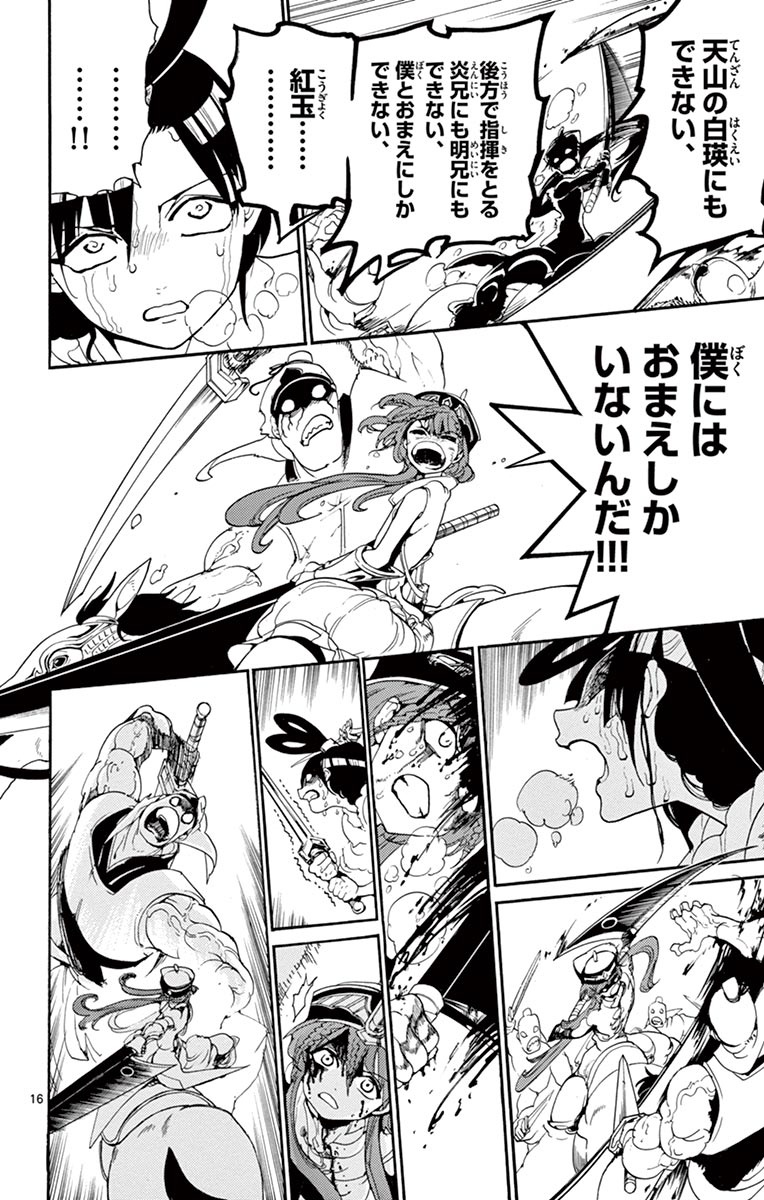 天山の白瑛にも
できない、
後方で指揮をとる
炎兄にも明兄にも
できない、
僕とおまえにしか
できない、
紅玉……
…………
………
………!!
僕には
おまえしか
いないんだ!!!
16